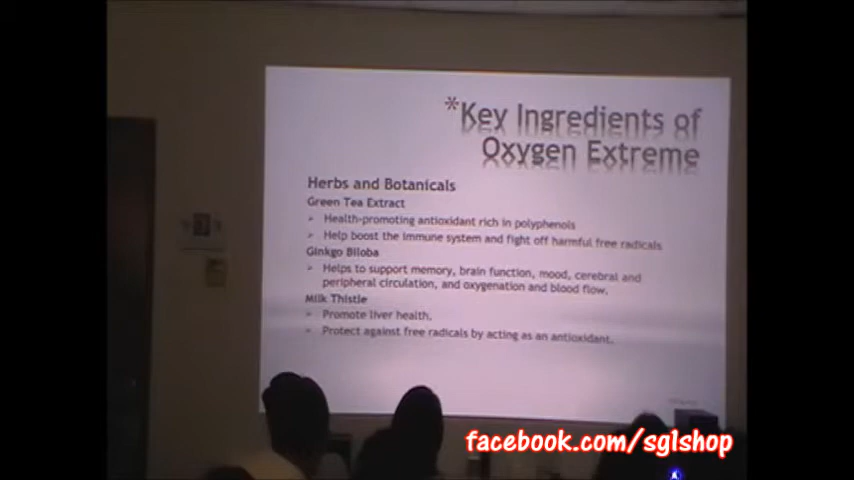 *Key Ingredients of
Oxygen Extreme
Herbs and Botanicals
Green Tea Extract
Health-promoting antioxidant rich in polyphenols
Help boost the immune system and fight off harmful free radicals
Ginkgo Biloba
Helps to support memory, brain function, mood, cerebral and
peripheral circulation, and oxygenation and blood flow.
Milk Thistle
Promote liver health.
Protect against free radicals by acting as an antioxidant.
facebook.com/sg1shop